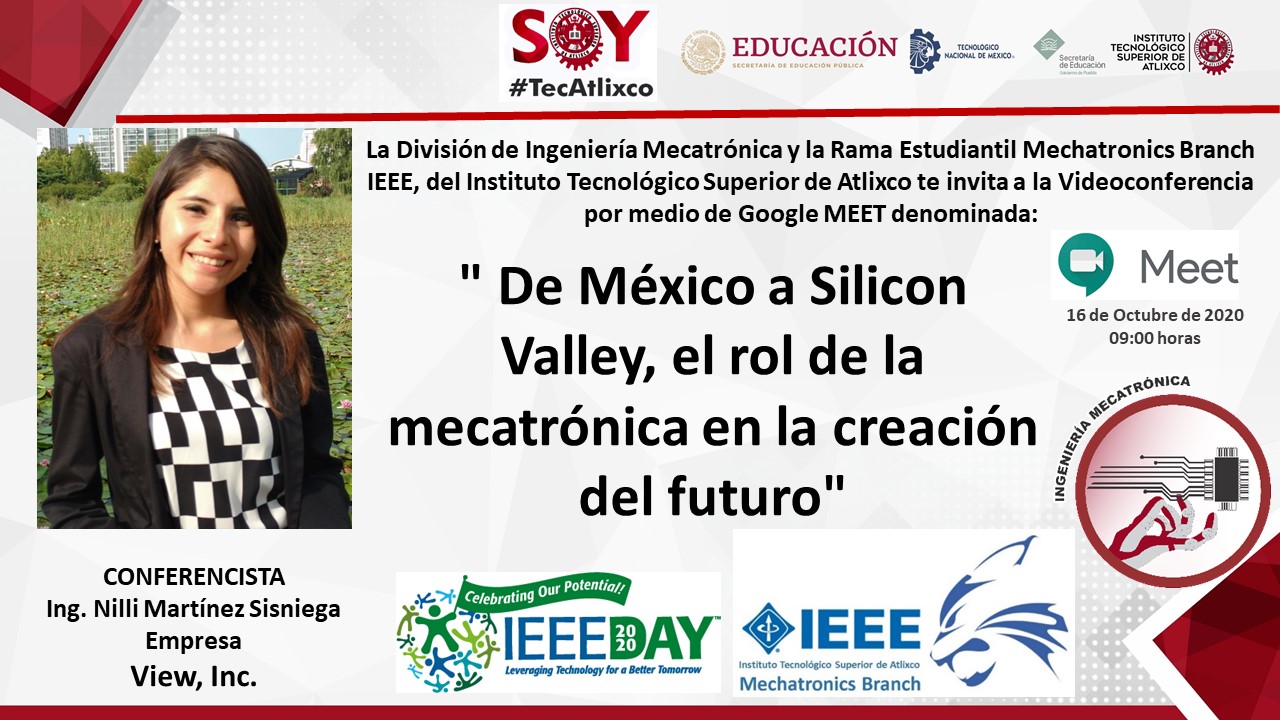 SOY
#TecAtlixco
EDUCACIÓN
SECRETARÍA DE EDUCACIÓN PÚBLICA
TECNOLÓGICO
NACIONAL DE MÉXICO
Secretaría
de Educación
Gobierno de Puebla
INSTITUTO
TECNOLÓGICO
SUPERIOR DE
ATLIXCO
La División de Ingeniería Mecatrónica y la Rama Estudiantil Mechatronics Branch
IEEE, del Instituto Tecnológico Superior de Atlixco te invita a la Videoconferencia
por medio de Google MEET denominada:
" De México a Silicon
Valley, el rol de la
mecatrónica en la creación
del futuro"
Meet
16 de Octubre de 2020
09:00 horas
INGENIERÍA MECATRÓNICA
CONFERENCISTA
Ing. Nilli Martínez Sisniega
Empresa
View, Inc.
Celebrating Our Potential!
IEEE DAY™
2020
Leveraging Technology for a Better Tomorrow
IEEE
Instituto Tecnológico Superior de Atlixco
Mechatronics Branch